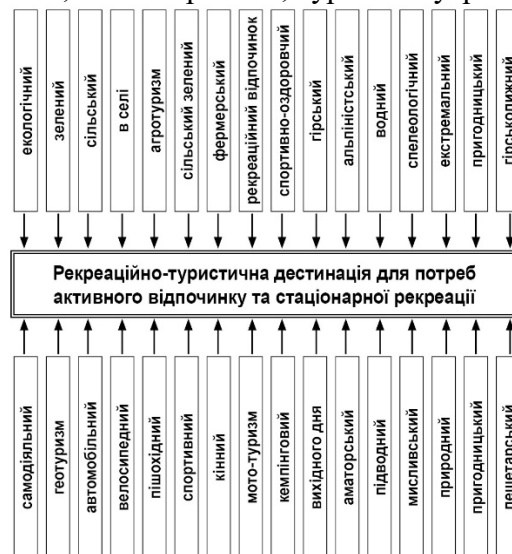 екологічний
зелений
сільський
в селі
агротуризм
сільський зелений
фермерський
рекреаційний відпочинок
спортивно-оздоровчий
гірський
альпіністський
водний
спелеологічний
екстремальний
пригодницький
гірськолижний
Рекреаційно-туристична дестинація для потреб
активного відпочинку та стаціонарної рекреації
самодіяльний
геотуризм
автомобільний
велосипедний
пішохідний
спортивний
кінний
мото-туризм
кемпінговий
вихідного дня
аматорський
підводний
мисливський
природний
пригодницький
пещетарський